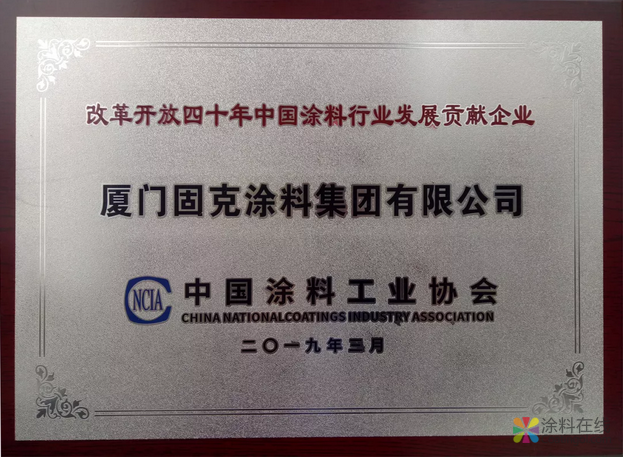 改革开放四十年中国涂料行业发展贡献企业
厦门固克涂料集团有限公司
NCIA
中国涂料工业协会
CHINA NATIONAL COATINGS INDUSTRY ASSOCIATION
二〇一九年三月
涂料在线